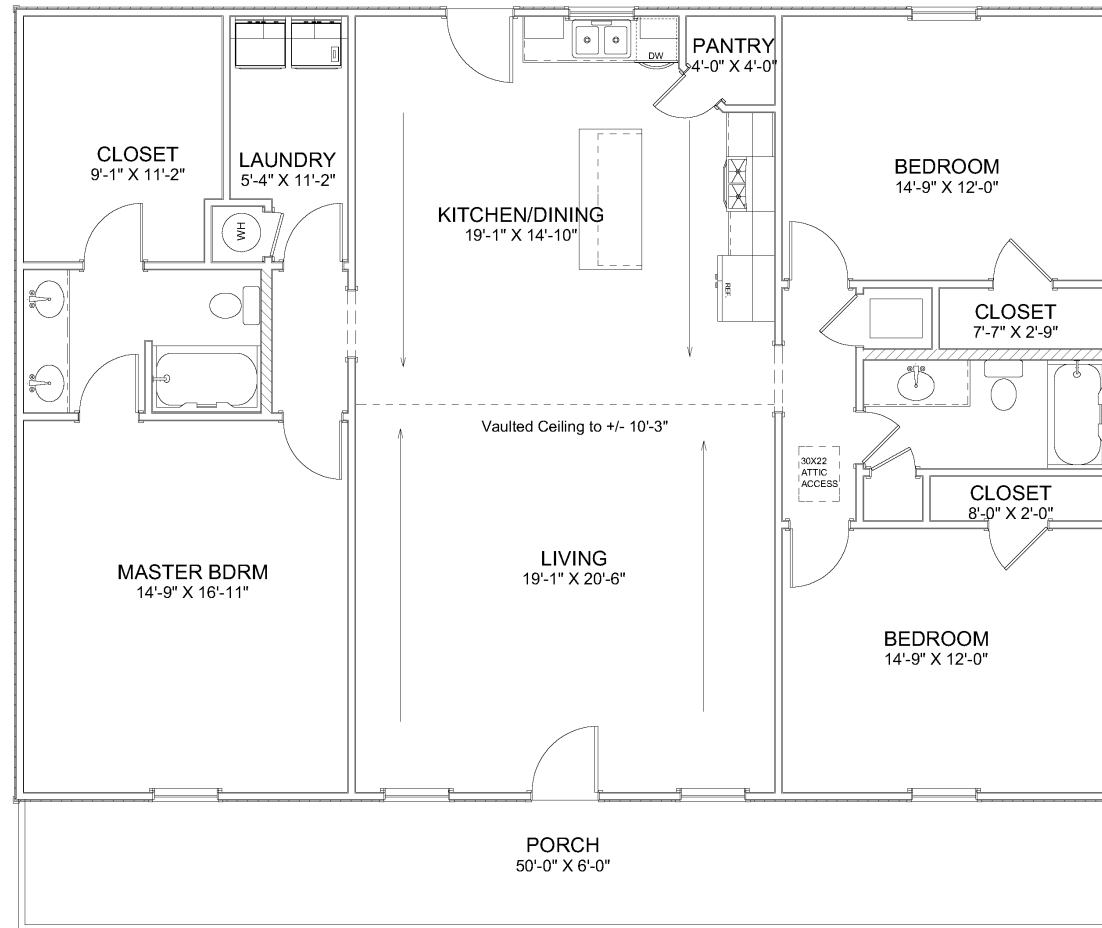 DW
PANTRY
4'-0" X 4'-0"
CLOSET
9'-1" X 11'-2"
LAUNDRY
5'-4" X 11'-2"
BEDROOM
14'-9" X 12'-0"
KITCHEN/DINING
19'-1" X 14'-10"
WH
REF.
CLOSET
7'-7" X 2'-9"
Vaulted Ceiling to +/- 10'-3"
30X22
ATTIC
ACCESS
CLOSET
8'-0" X 2'-0"
MASTER BDRM
14'-9" X 16'-11"
LIVING
19'-1" X 20'-6"
BEDROOM
14'-9" X 12'-0"
PORCH
50'-0" X 6'-0"